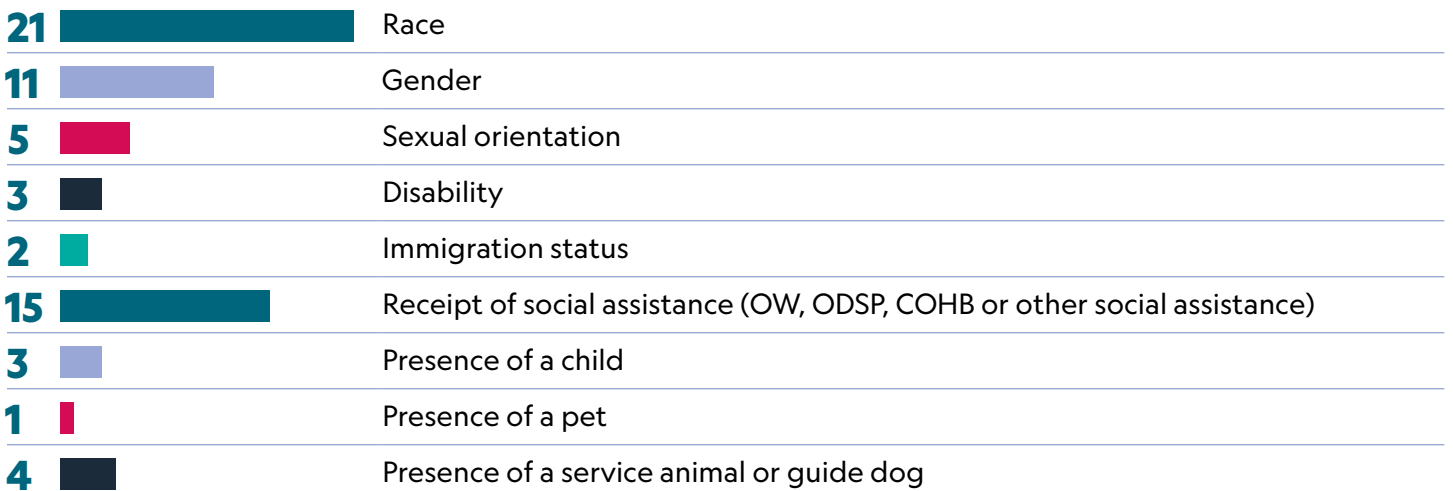 21 Race
11 Gender
5 Sexual orientation
3 Disability
2 Immigration status
15 Receipt of social assistance (OW, ODSP, COHB or other social assistance)
3 Presence of a child
1 Presence of a pet
4 Presence of a service animal or guide dog